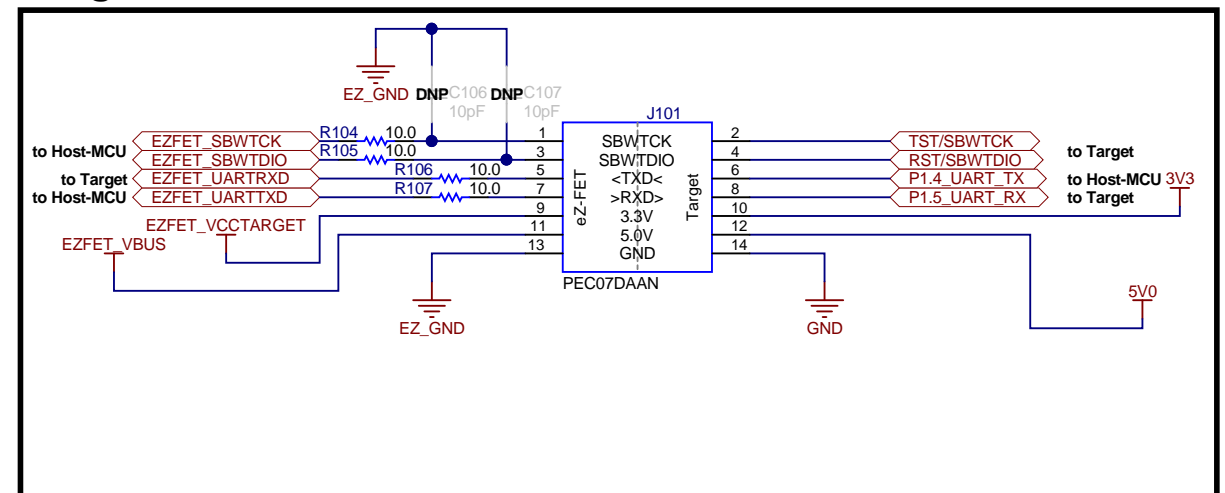 EZ_GND DNP C106 DNP C107
10pF 10pF
J101
R104 10.0 1 SBWTCK 2 TST/SBWTCK
to Host-MCU EZFET_SBWTCK
R105 10.0 3 SBWTDIO 4 RST/SBWTDIO to Target
EZFET_SBWTDIO
R106 10.0 5 <TXD< 6 P1.4_UART_TX to Host-MCU 3V3
to Target EZFET_UARTRXD
R107 10.0 7 >RXD> 8 P1.5_UART_RX to Target
to Host-MCU EZFET_UARTTXD
eZ-FET Target
9 3.3V 10
EZFET_VCCTARGET
11 5.0V 12
EZFET_VBUS
13 GND 14
PEC07DAAN
5V0
EZ_GND GND